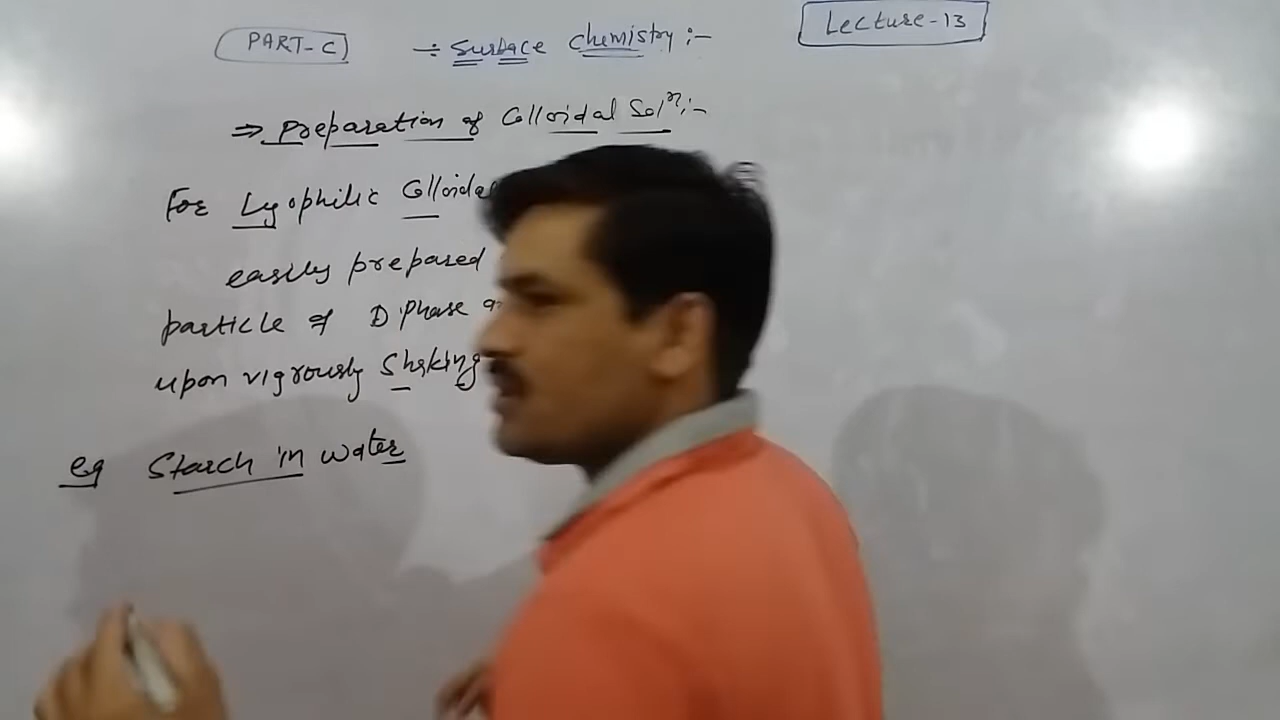 PART-C
÷ Surface Chemistry :-
Lecture-13
⇒ Preparation of Colloidal Solⁿ:-
For Lyophilic Colloidal
easily prepared
particle of D.Phase
upon vigrously Shaking
eg Starch in water